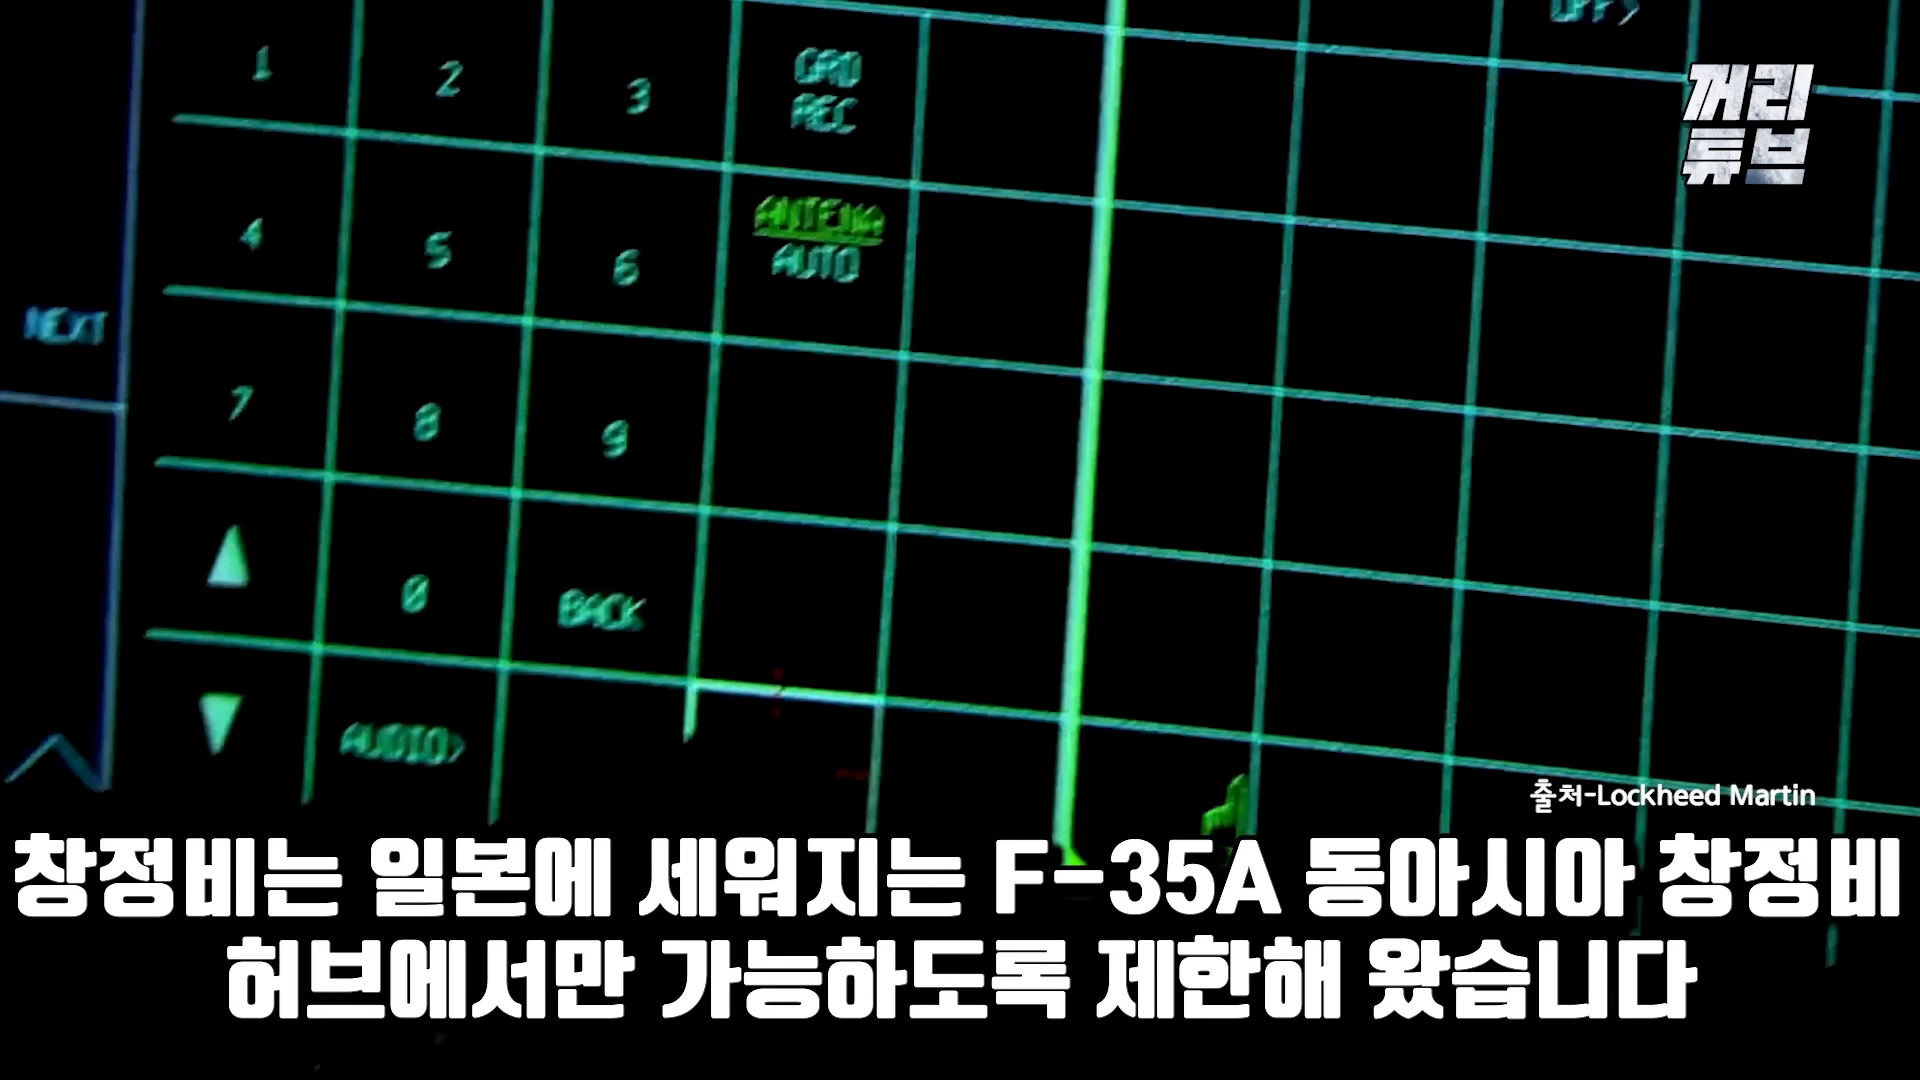 OFF>
꺼리
튜브
1 2 3 GRD
REC
4 5 6 ANTENA
AUTO
NEXT
7 8 9
0 BACK
AUDIO>
출처-Lockheed Martin
창정비는 일본에 세워지는 F-35A 동아시아 창정비
허브에서만 가능하도록 제한해 왔습니다